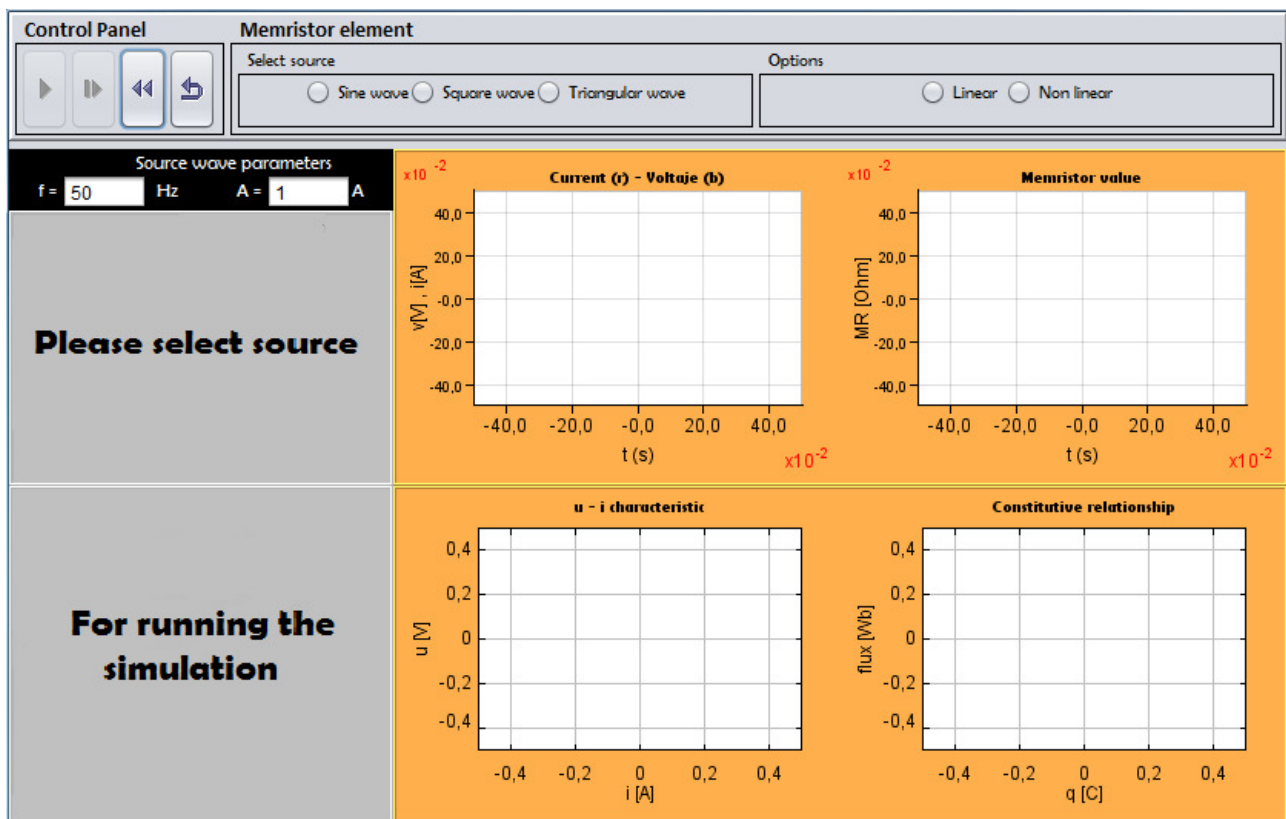 Control Panel
Memristor element
Select source
Sine wave Square wave Triangular wave
Options
Linear Non linear
Source wave parameters
f = 50 Hz A = 1 A
Please select source
For running the
simulation
x10 -2
Current (r) - Voltaje (b)
40,0
20,0
-0,0
-20,0
-40,0
v[V] , i[A]
-40,0 -20,0 -0,0 20,0 40,0
t (s)
x10 -2
x10 -2
Memristor value
40,0
20,0
-0,0
-20,0
-40,0
MR [Ohm]
-40,0 -20,0 -0,0 20,0 40,0
t (s)
x10 -2
u - i characteristic
0,4
0,2
0
-0,2
-0,4
u [V]
-0,4 -0,2 0 0,2 0,4
i [A]
Constitutive relationship
0,4
0,2
0
-0,2
-0,4
flux [Wb]
-0,4 -0,2 0 0,2 0,4
q [C]